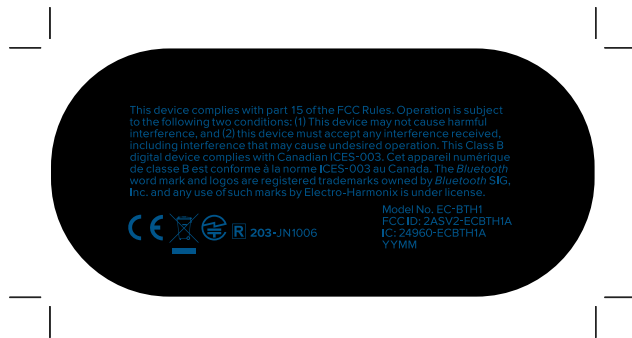 This device complies with part 15 of the FCC Rules. Operation is subject
to the following two conditions: (1) This device may not cause harmful
interference, and (2) this device must accept any interference received,
including interference that may cause undesired operation. This Class B
digital device complies with Canadian ICES-003. Cet appareil numérique
de classe B est conforme à la norme ICES-003 au Canada. The Bluetooth
word mark and logos are registered trademarks owned by Bluetooth SIG,
Inc. and any use of such marks by Electro-Harmonix is under license.
CE R 203-JN1006
Model No. EC-BTH1
FCC ID: 2ASV2-ECBTH1A
IC: 24960-ECBTH1A
YYMM